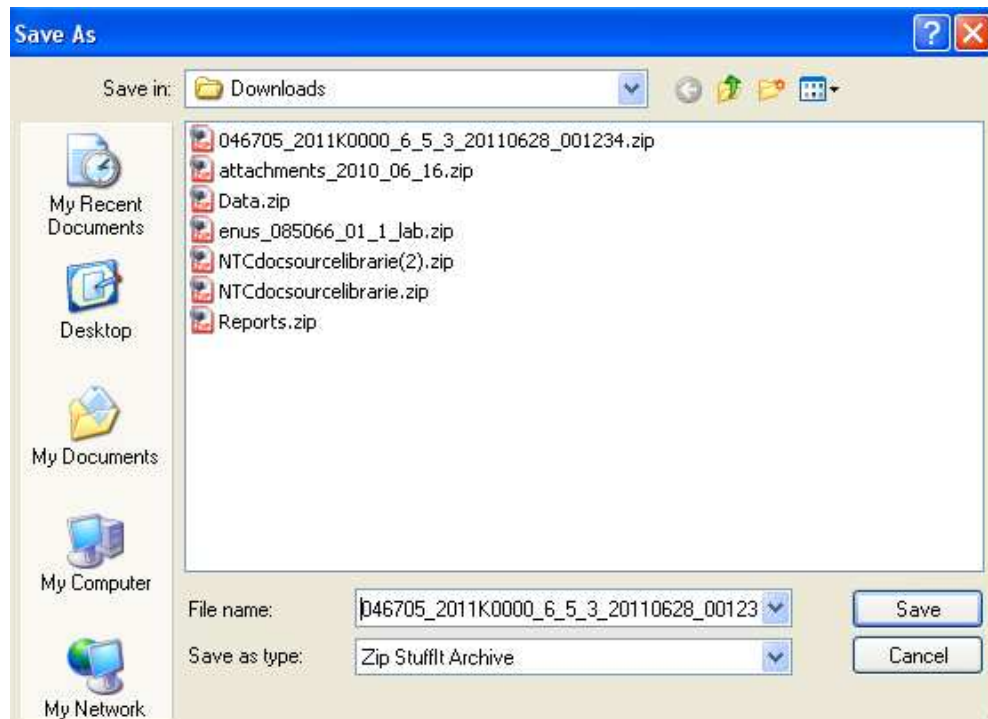 Save As
Save in:
Downloads
My Recent
Documents
Desktop
My Documents
My Computer
My Network
046705_2011K0000_6_5_3_20110628_001234.zip
attachments_2010_06_16.zip
Data.zip
enus_085066_01_1_lab.zip
NTCdocsourcelibrarie(2).zip
NTCdocsourcelibrarie.zip
Reports.zip
File name:
046705_2011K0000_6_5_3_20110628_00123
Save
Save as type:
Zip StuffIt Archive
Cancel